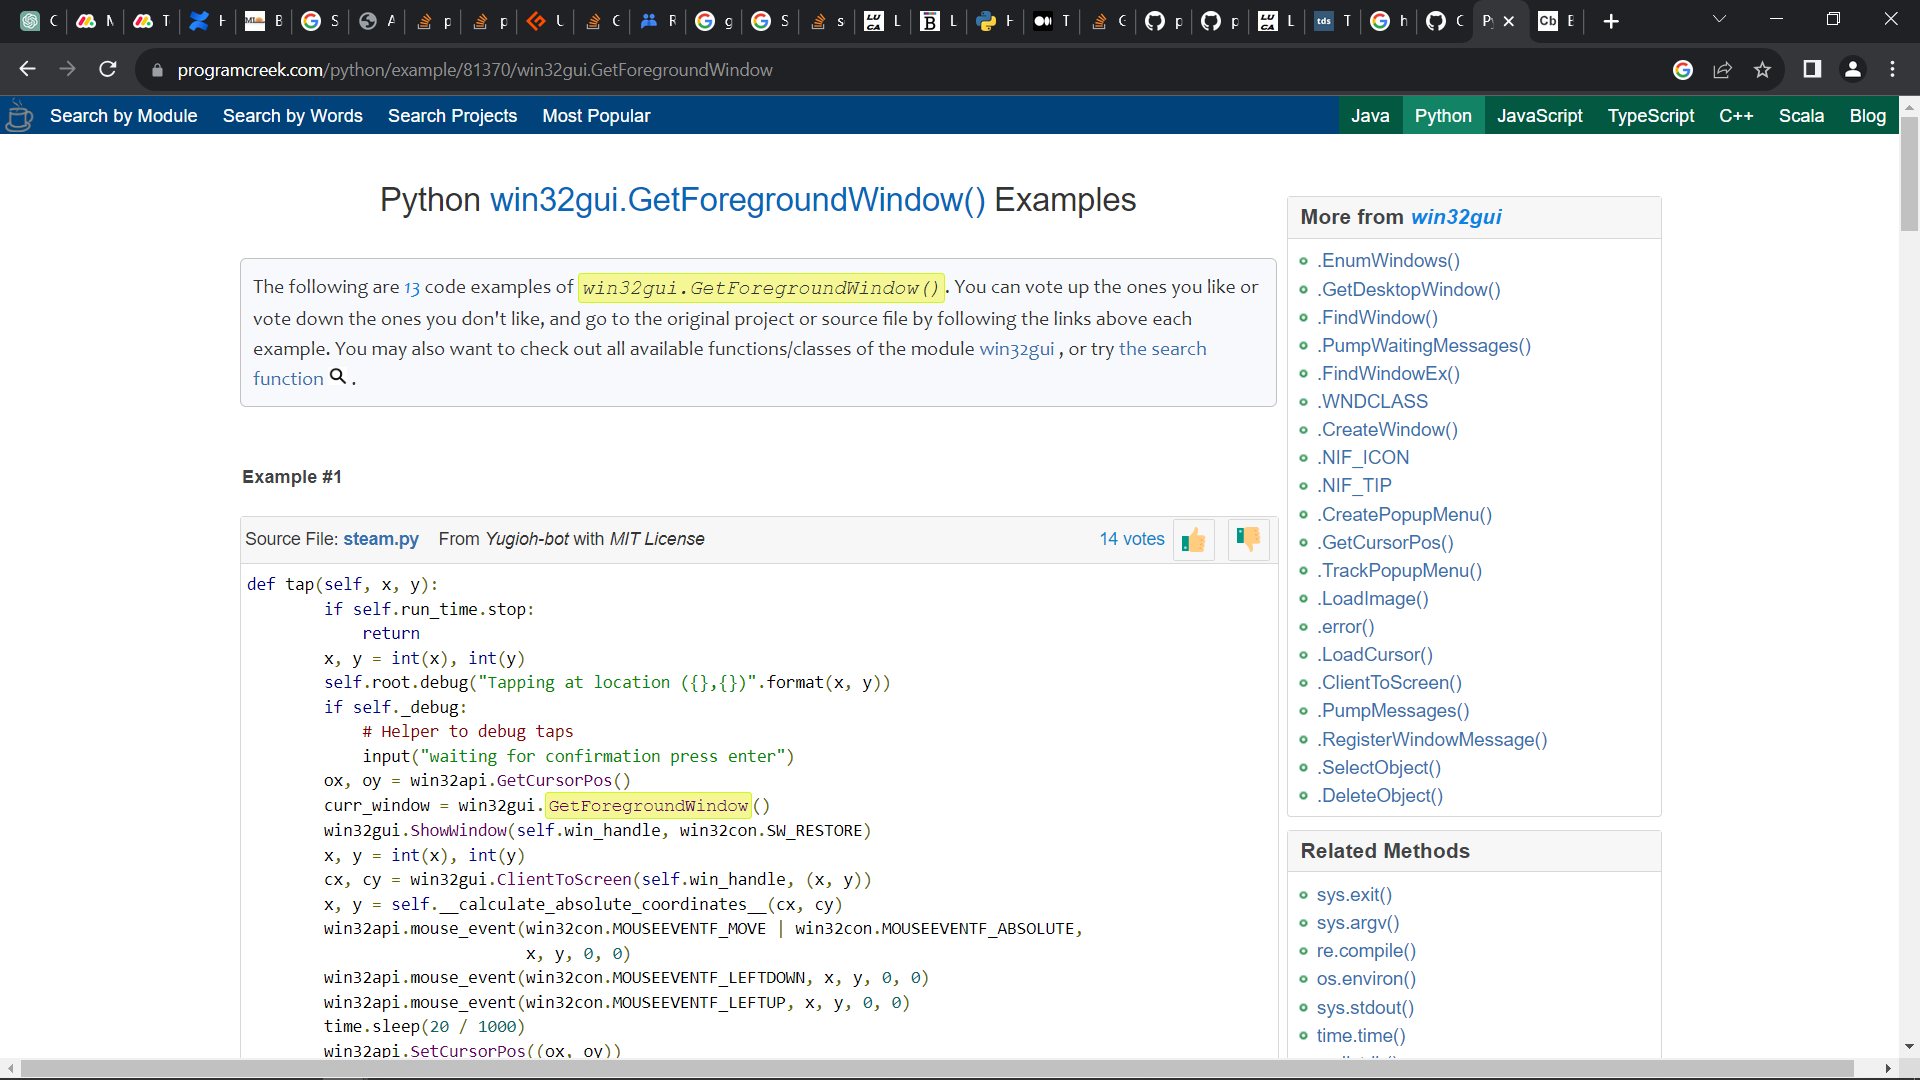 programcreek.com/python/example/81370/win32gui.GetForegroundWindow
Search by Module Search by Words Search Projects Most Popular Java Python JavaScript TypeScript C++ Scala Blog
Python win32gui.GetForegroundWindow() Examples
The following are 13 code examples of win32gui.GetForegroundWindow(). You can vote up the ones you like or
vote down the ones you don't like, and go to the original project or source file by following the links above each
example. You may also want to check out all available functions/classes of the module win32gui , or try the search
function .
Example #1
Source File: steam.py From Yugioh-bot with MIT License 14 votes
def tap(self, x, y):
if self.run_time.stop:
return
x, y = int(x), int(y)
self.root.debug("Tapping at location ({},{})".format(x, y))
if self._debug:
# Helper to debug taps
input("waiting for confirmation press enter")
ox, oy = win32api.GetCursorPos()
curr_window = win32gui.GetForegroundWindow()
win32gui.ShowWindow(self.win_handle, win32con.SW_RESTORE)
x, y = int(x), int(y)
cx, cy = win32gui.ClientToScreen(self.win_handle, (x, y))
x, y = self.__calculate_absolute_coordinates__(cx, cy)
win32api.mouse_event(win32con.MOUSEEVENTF_MOVE | win32con.MOUSEEVENTF_ABSOLUTE,
x, y, 0, 0)
win32api.mouse_event(win32con.MOUSEEVENTF_LEFTDOWN, x, y, 0, 0)
win32api.mouse_event(win32con.MOUSEEVENTF_LEFTUP, x, y, 0, 0)
time.sleep(20 / 1000)
win32api.SetCursorPos((ox, oy))
More from win32gui
.EnumWindows()
.GetDesktopWindow()
.FindWindow()
.PumpWaitingMessages()
.FindWindowEx()
.WNDCLASS
.CreateWindow()
.NIF_ICON
.NIF_TIP
.CreatePopupMenu()
.GetCursorPos()
.TrackPopupMenu()
.LoadImage()
.error()
.LoadCursor()
.ClientToScreen()
.PumpMessages()
.RegisterWindowMessage()
.SelectObject()
.DeleteObject()
Related Methods
sys.exit()
sys.argv()
re.compile()
os.environ()
sys.stdout()
time.time()